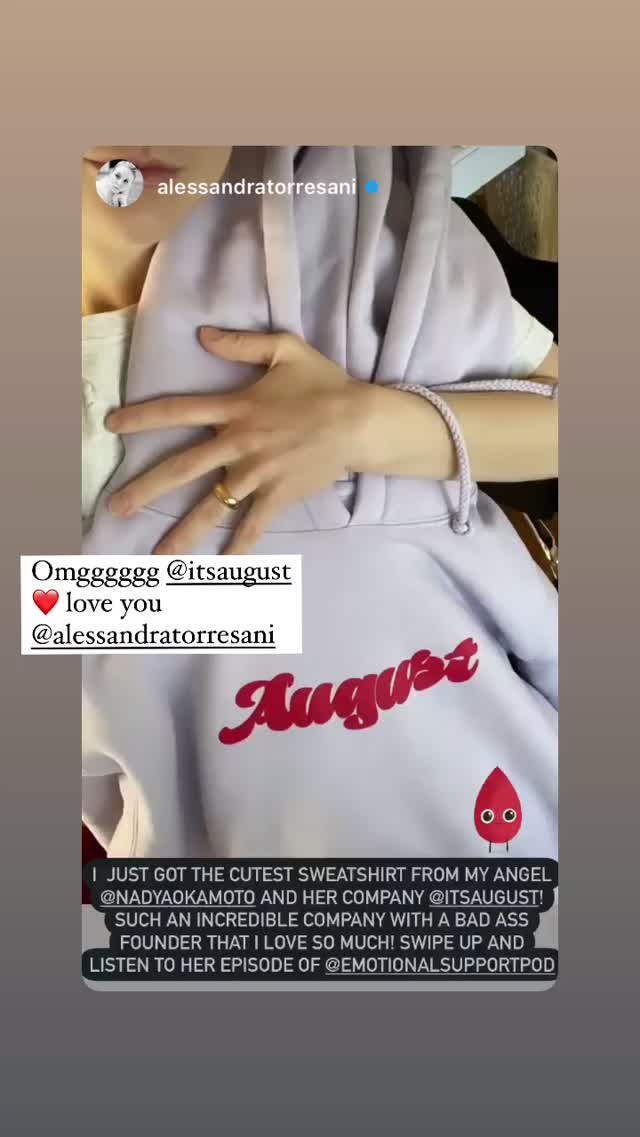 alessandratorresani
Omgggggg @itsaugust
❤️ love you
@alessandratorresani
August
I JUST GOT THE CUTEST SWEATSHIRT FROM MY ANGEL
@NADYAOKAMOTO AND HER COMPANY @ITSAUGUST!
SUCH AN INCREDIBLE COMPANY WITH A BAD ASS
FOUNDER THAT I LOVE SO MUCH! SWIPE UP AND
LISTEN TO HER EPISODE OF @EMOTIONALSUPPORTPOD